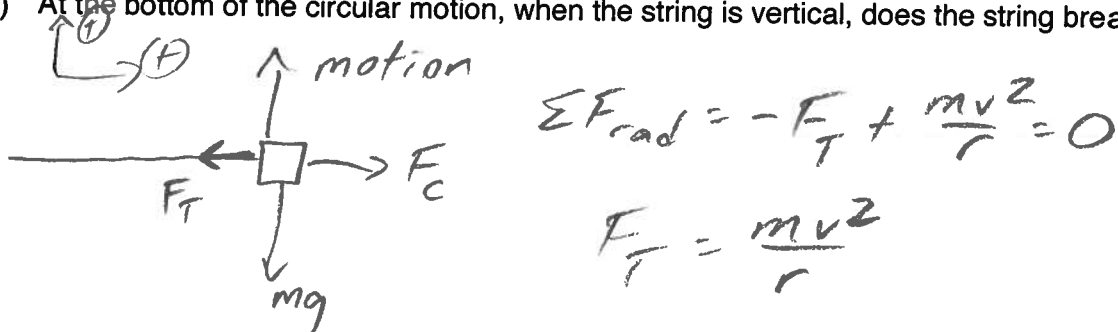 ) At the bottom of the circular motion, when the string is vertical, does the string brea
(+)
(+)
motion
ΣF_rad = -F_T + mv²/r = 0
F_C
F_T
F_T = mv²/r
mg